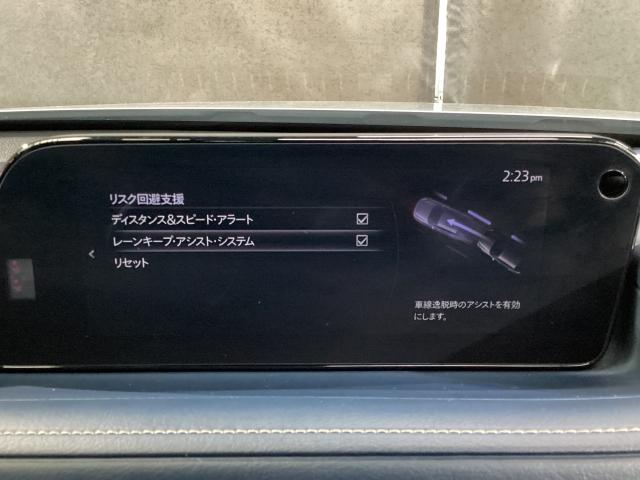 2:23pm
リスク回避支援
ディスタンス&スピード・アラート
レーンキープ・アシスト・システム
リセット
車線逸脱時のアシストを有効
にします。